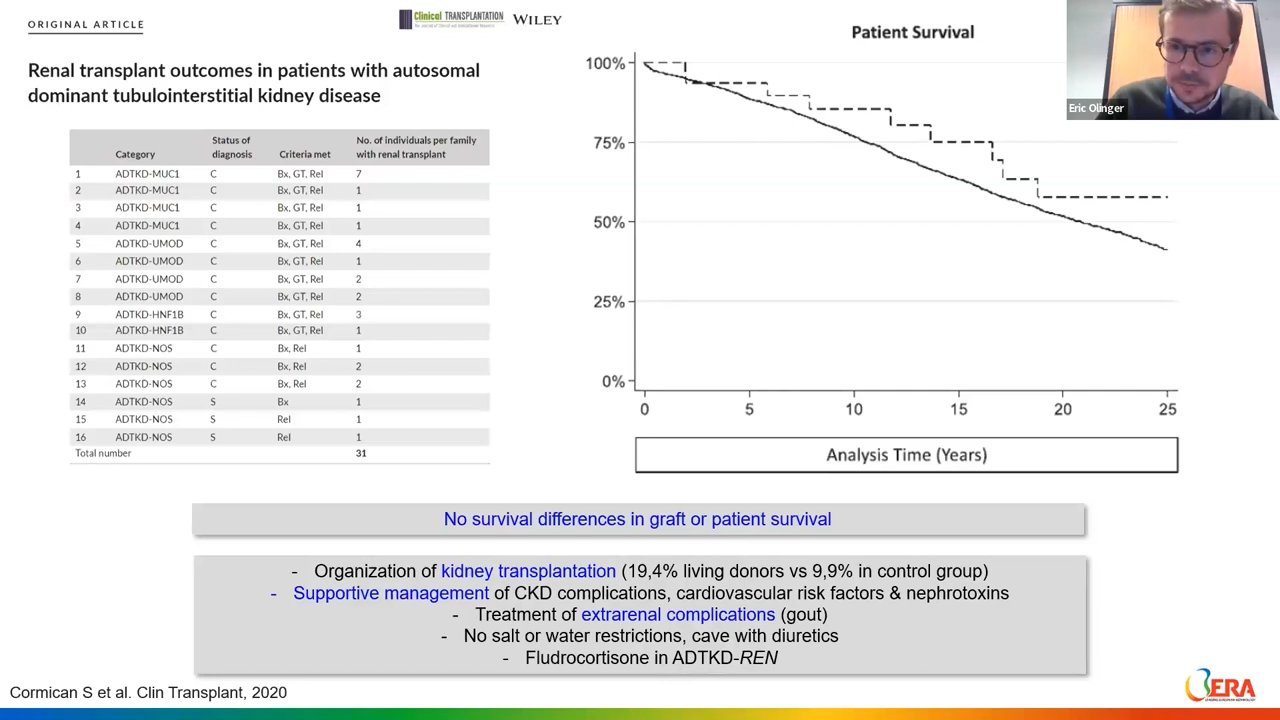 ORIGINAL ARTICLE
Clinical TRANSPLANTATION
WILEY
Renal transplant outcomes in patients with autosomal
dominant tubulointerstitial kidney disease
Category Status of diagnosis Criteria met No. of individuals per family with renal transplant
1 ADTKD-MUC1 C Bx, GT, Rel 7
2 ADTKD-MUC1 C Bx, GT, Rel 1
3 ADTKD-MUC1 C Bx, GT, Rel 1
4 ADTKD-MUC1 C Bx, GT, Rel 1
5 ADTKD-UMOD C Bx, GT, Rel 4
6 ADTKD-UMOD C Bx, GT, Rel 1
7 ADTKD-UMOD C Bx, GT, Rel 2
8 ADTKD-UMOD C Bx, GT, Rel 2
9 ADTKD-HNF1B C Bx, GT, Rel 3
10 ADTKD-HNF1B C Bx, GT, Rel 1
11 ADTKD-NOS C Bx, Rel 1
12 ADTKD-NOS C Bx, Rel 2
13 ADTKD-NOS C Bx, Rel 2
14 ADTKD-NOS S Bx 1
15 ADTKD-NOS S Rel 1
16 ADTKD-NOS S Rel 1
Total number 31
Patient Survival
100%
75%
50%
25%
0%
0 5 10 15 20 25
Analysis Time (Years)
Eric Olinger
No survival differences in graft or patient survival
- Organization of kidney transplantation (19,4% living donors vs 9,9% in control group)
- Supportive management of CKD complications, cardiovascular risk factors & nephrotoxins
- Treatment of extrarenal complications (gout)
- No salt or water restrictions, cave with diuretics
- Fludrocortisone in ADTKD-REN
Cormican S et al. Clin Transplant, 2020
ERA